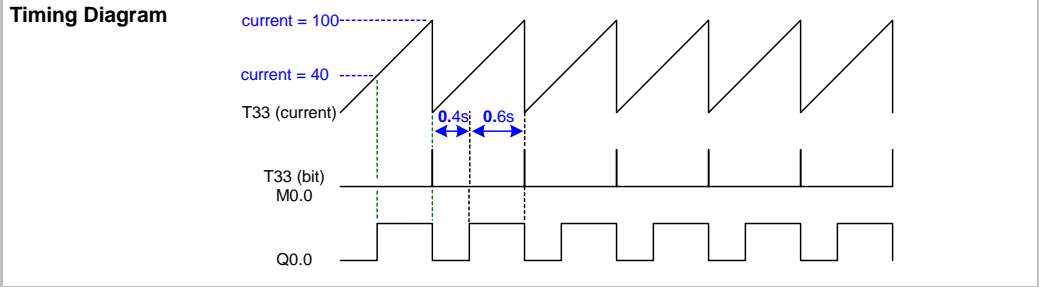 Timing Diagram
current = 100
current = 40
T33 (current)
0.4s 0.6s
T33 (bit)
M0.0
Q0.0